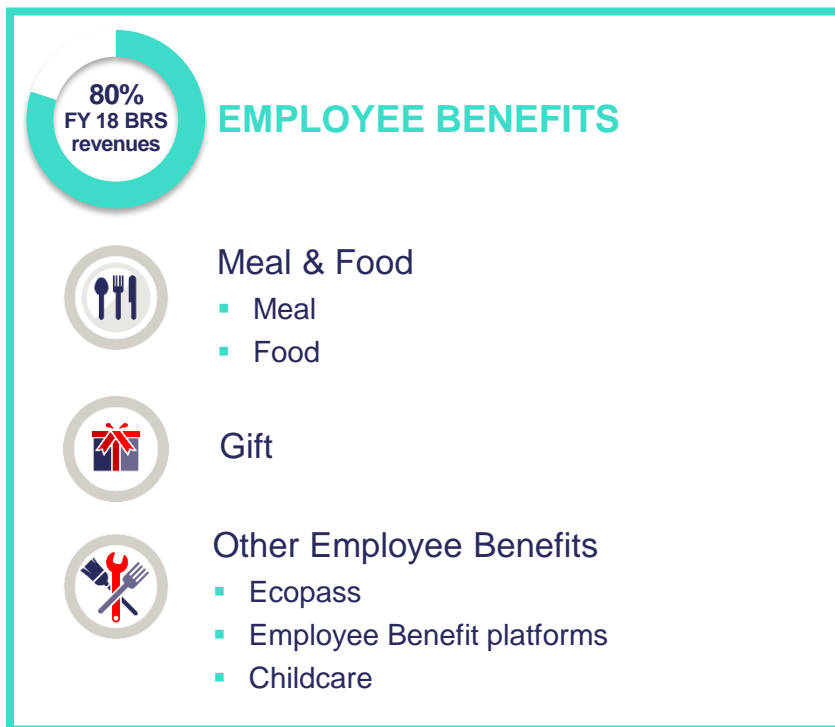 80%
FY 18 BRS
revenues
EMPLOYEE BENEFITS
Meal & Food
Meal
Food
Gift
Other Employee Benefits
Ecopass
Employee Benefit platforms
Childcare